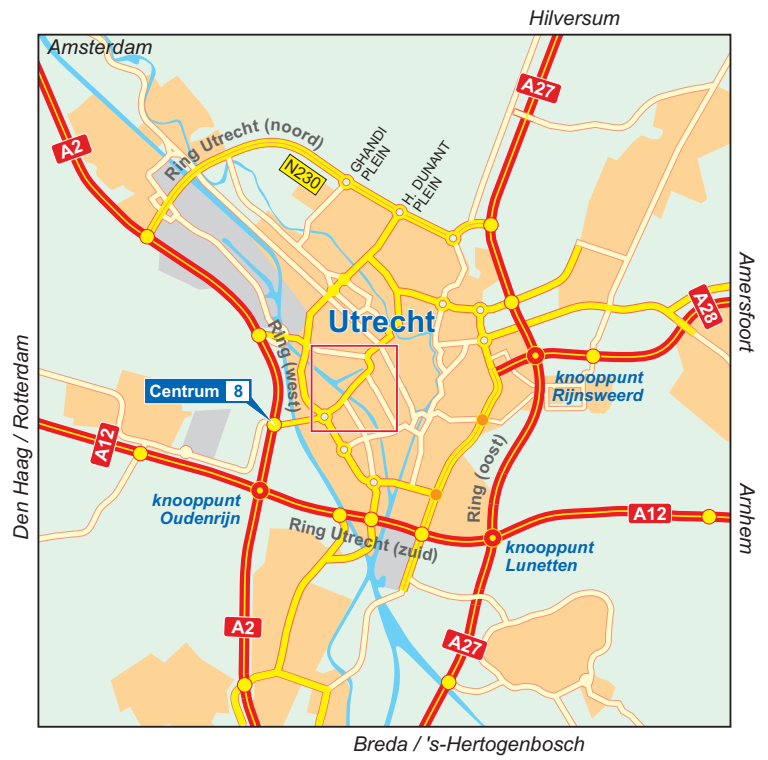 Hilversum
Amsterdam
A27
A2
Ring Utrecht (noord)
GHANDI
PLEIN
N230
H. DUNANT
PLEIN
Amersfoort
A28
Utrecht
Ring (west)
knooppunt
Rijnsweerd
Centrum 8
Den Haag / Rotterdam
A12
Ring (oost)
knooppunt
Oudenrijn
Ring Utrecht (zuid)
A12
Arnhem
knooppunt
Lunetten
A2
A27
Breda / 's-Hertogenbosch